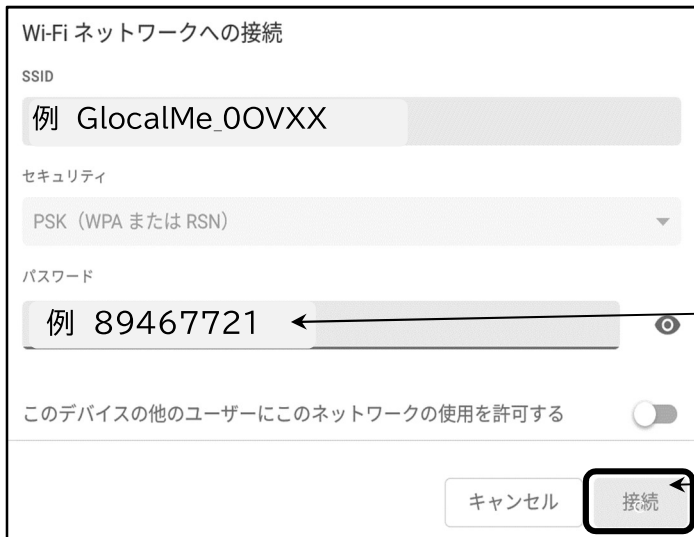 Wi-Fi ネットワークへの接続
SSID
例 GlocalMe_0OVXX
セキュリティ
PSK（WPA または RSN）
パスワード
例 89467721
このデバイスの他のユーザーにこのネットワークの使用を許可する
キャンセル 接続